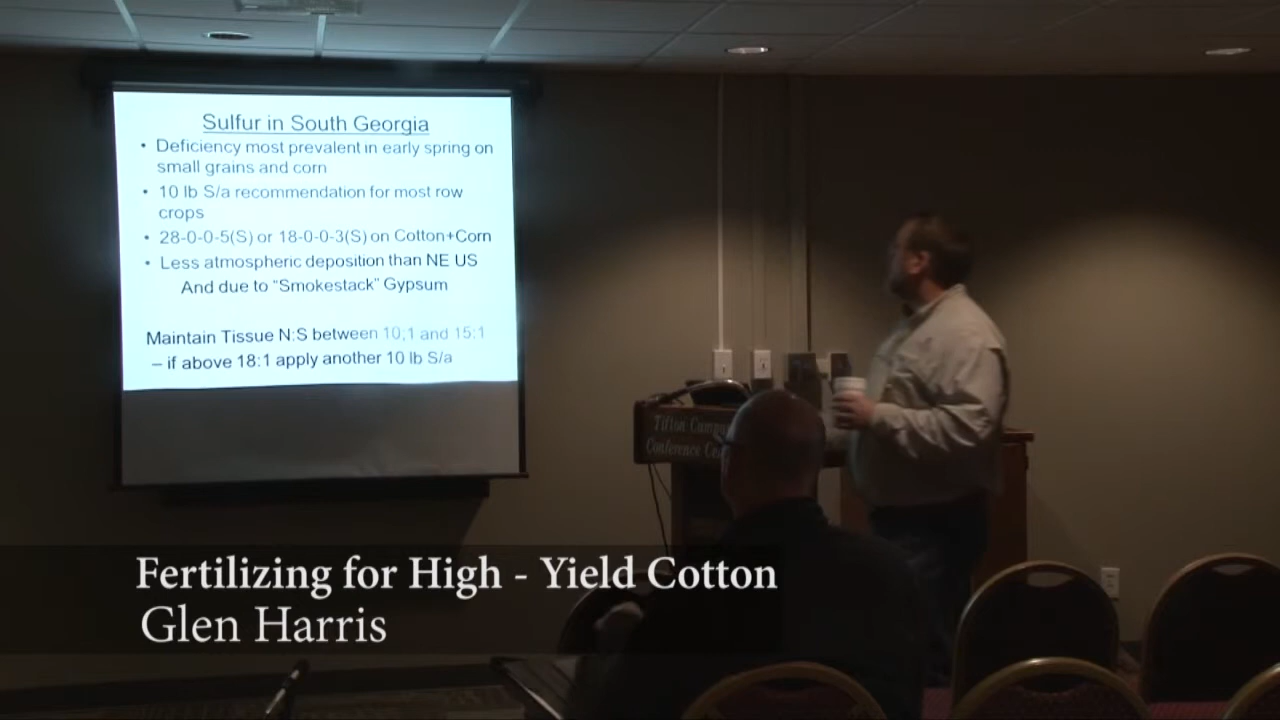 Sulfur in South Georgia
• Deficiency most prevalent in early spring on
small grains and corn
• 10 lb S/a recommendation for most row
crops
• 28-0-0-5(S) or 18-0-0-3(S) on Cotton+Corn
• Less atmospheric deposition than NE US
And due to "Smokestack" Gypsum
Maintain Tissue N:S between 10:1 and 15:1
– if above 18:1 apply another 10 lb S/a
Tifton
Conference
Fertilizing for High - Yield Cotton
Glen Harris